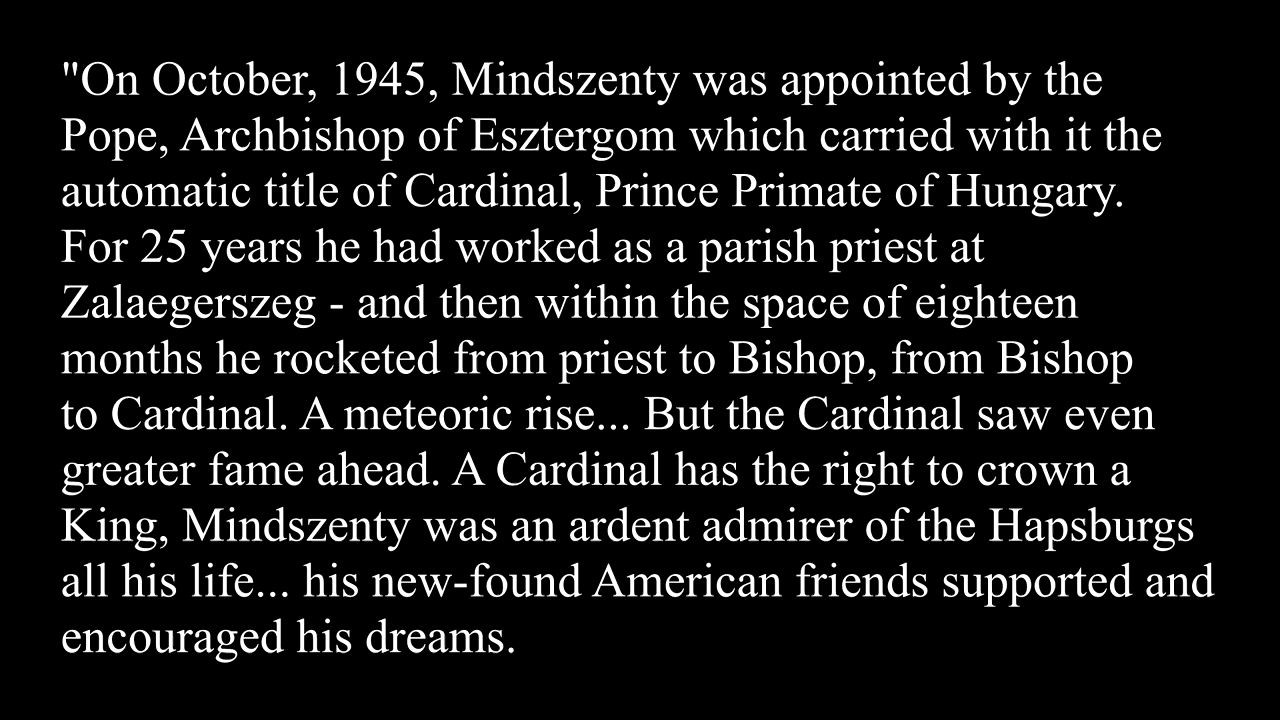 "On October, 1945, Mindszenty was appointed by the
Pope, Archbishop of Esztergom which carried with it the
automatic title of Cardinal, Prince Primate of Hungary.
For 25 years he had worked as a parish priest at
Zalaegerszeg - and then within the space of eighteen
months he rocketed from priest to Bishop, from Bishop
to Cardinal. A meteoric rise... But the Cardinal saw even
greater fame ahead. A Cardinal has the right to crown a
King, Mindszenty was an ardent admirer of the Hapsburgs
all his life... his new-found American friends supported and
encouraged his dreams.